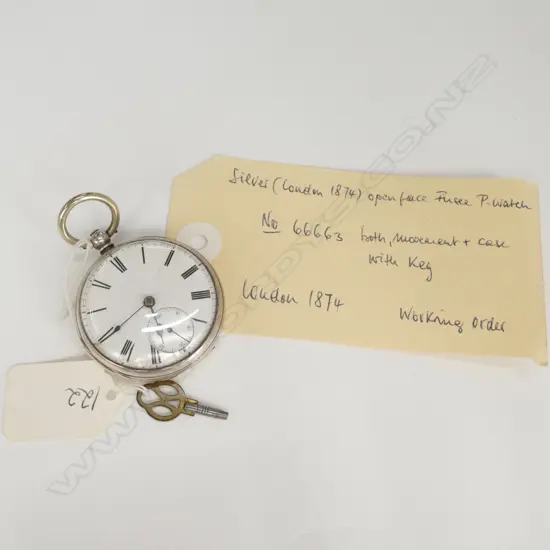 Silver (London 1874) open face Fusee P-watch
No 66663 both, movement + case
with Key
London 1874
Working Order
122